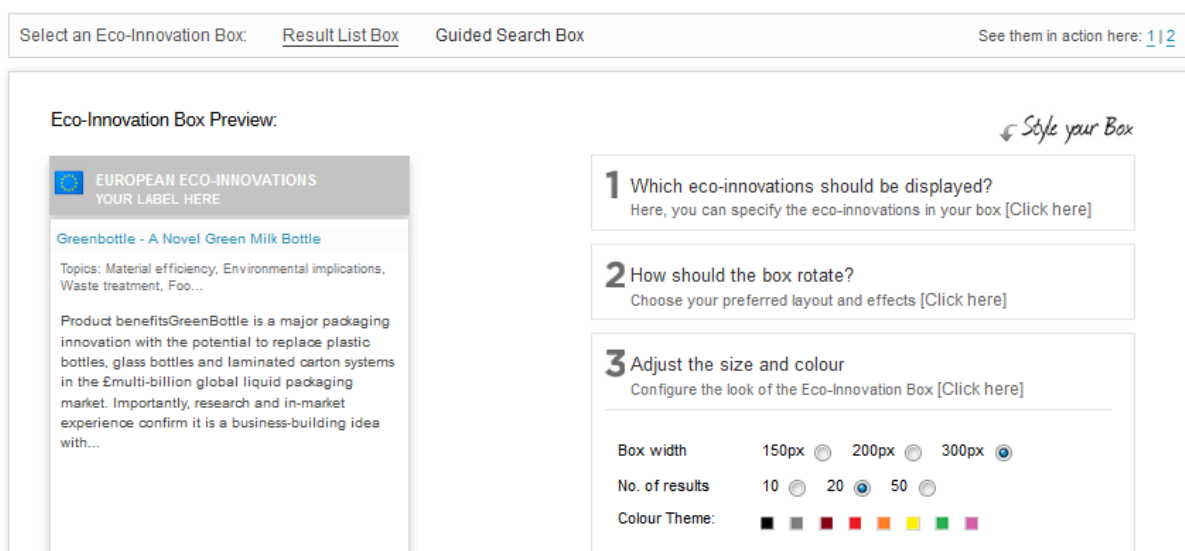 Select an Eco-Innovation Box: Result List Box Guided Search Box See them in action here: 1 | 2
Eco-Innovation Box Preview:
Style your Box
EUROPEAN ECO-INNOVATIONS
YOUR LABEL HERE
Greenbottle - A Novel Green Milk Bottle
Topics: Material efficiency, Environmental implications,
Waste treatment, Foo...
Product benefitsGreenBottle is a major packaging
innovation with the potential to replace plastic
bottles, glass bottles and laminated carton systems
in the £multi-billion global liquid packaging
market. Importantly, research and in-market
experience confirm it is a business-building idea
with...
1 Which eco-innovations should be displayed?
Here, you can specify the eco-innovations in your box [Click here]
2 How should the box rotate?
Choose your preferred layout and effects [Click here]
3 Adjust the size and colour
Configure the look of the Eco-Innovation Box [Click here]
Box width 150px 200px 300px
No. of results 10 20 50
Colour Theme: